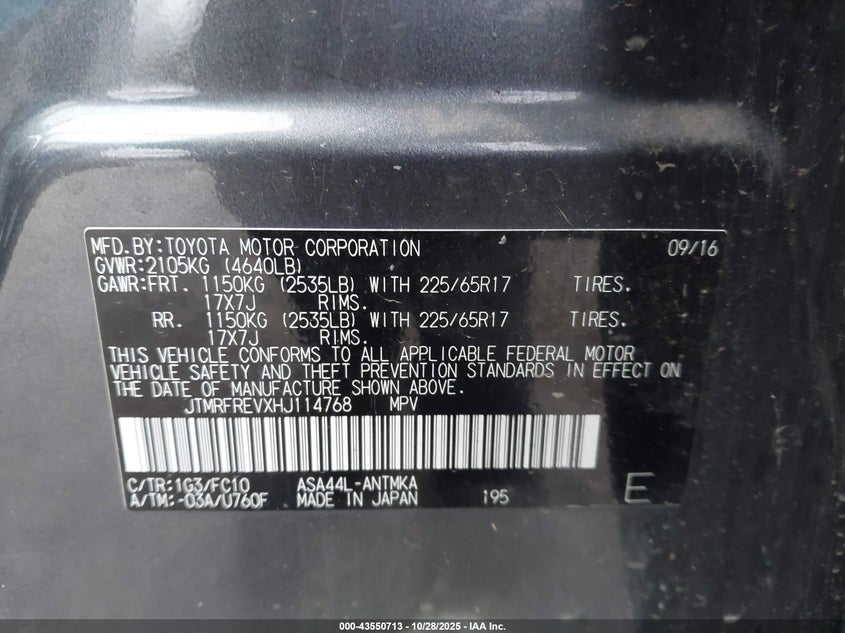 MFD.BY:TOYOTA MOTOR CORPORATION 09/16
GVWR:2105KG (4640LB)
GAWR:FRT. 1150KG (2535LB) WITH 225/65R17 TIRES.
17X7J RIMS.
RR. 1150KG (2535LB) WITH 225/65R17 TIRES.
17X7J RIMS.
THIS VEHICLE CONFORMS TO ALL APPLICABLE FEDERAL MOTOR
VEHICLE SAFETY AND THEFT PREVENTION STANDARDS IN EFFECT ON
THE DATE OF MANUFACTURE SHOWN ABOVE.
JTMRFREVXHJ114768 MPV
C/TR:1G3/FC10 ASA44L-ANTMKA
A/TM:-03A/U760F MADE IN JAPAN 195 E
000-43550713 - 10/28/2025 - IAA Inc.